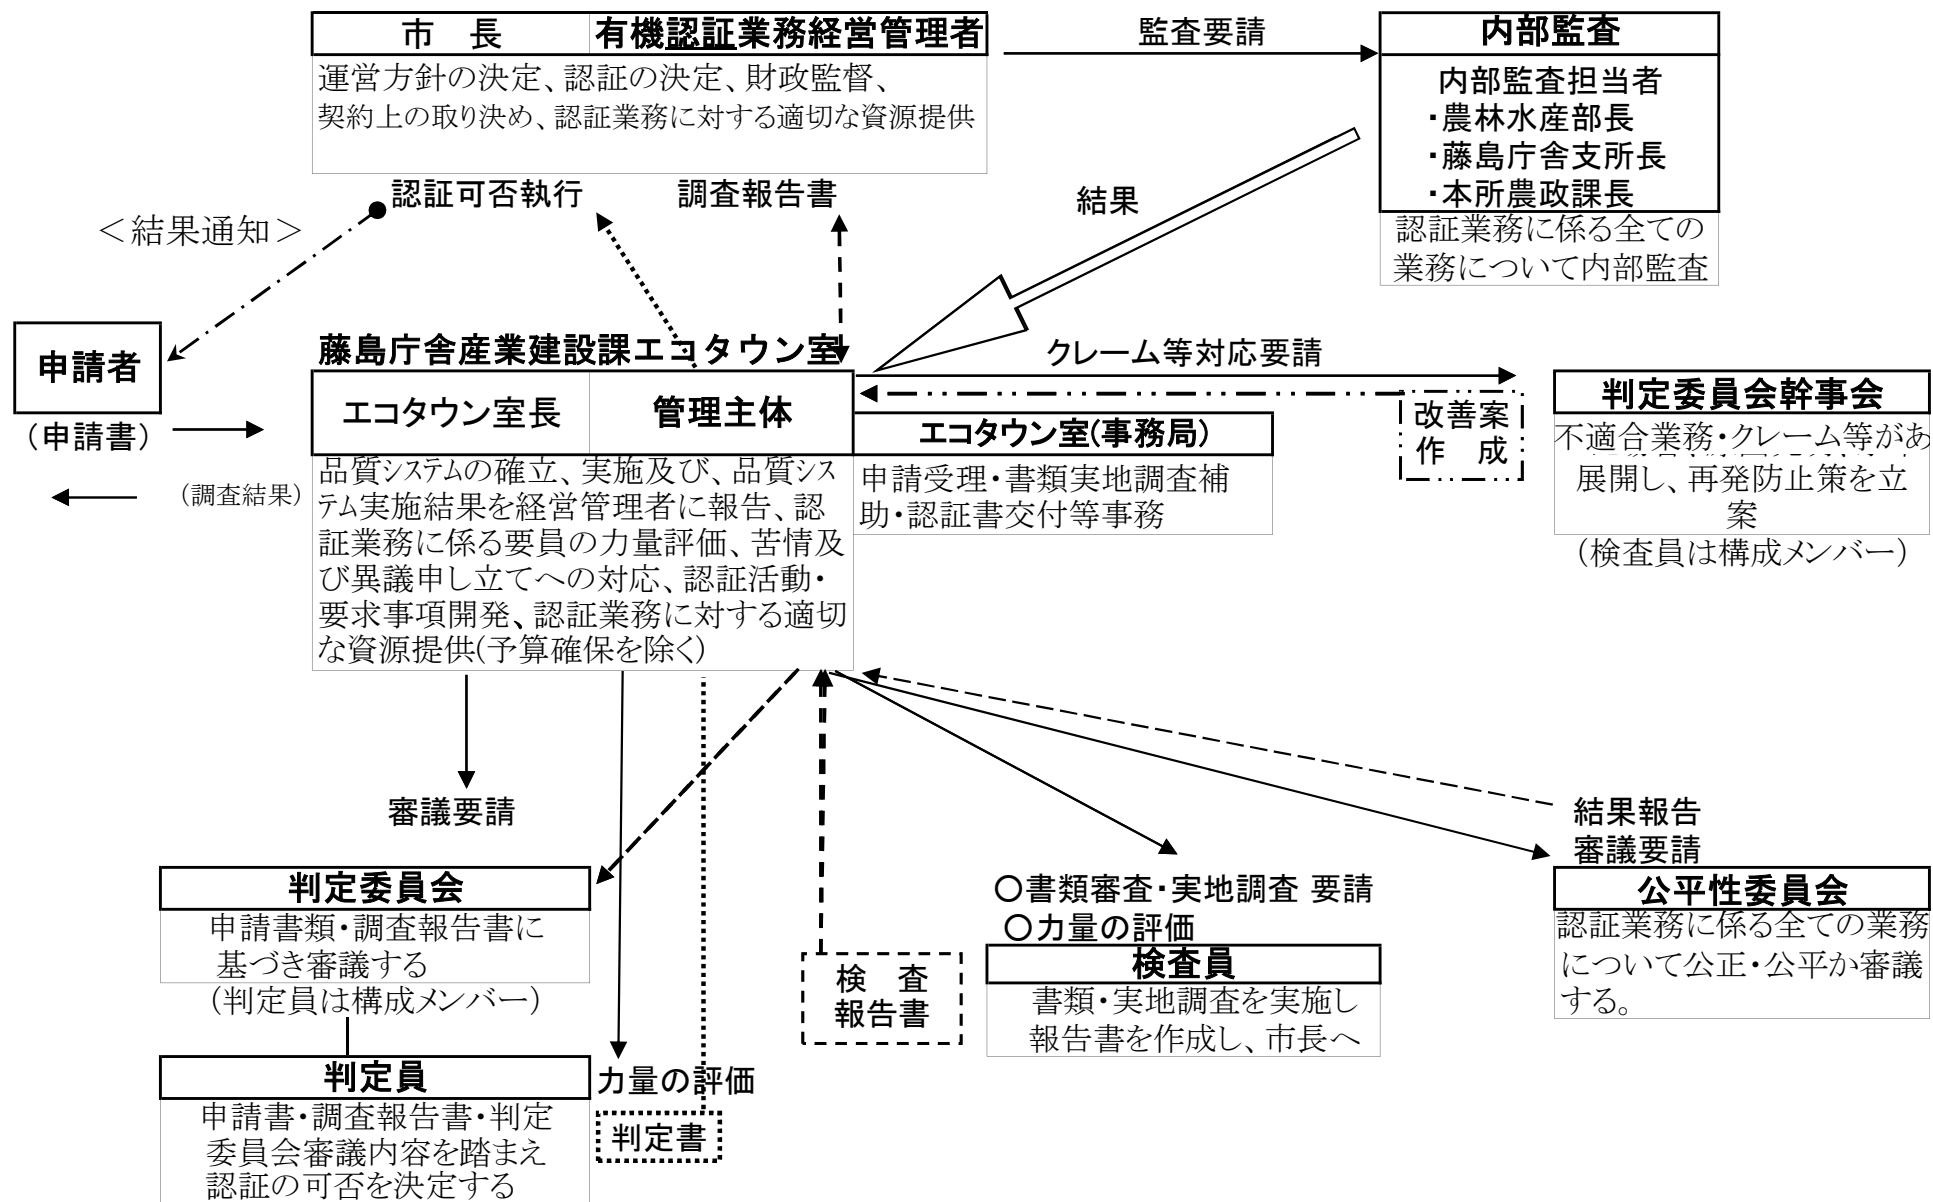 市　長　有機認証業務経営管理者
運営方針の決定、認証の決定、財政監督、
契約上の取り決め、認証業務に対する適切な資源提供
監査要請
内部監査
内部監査担当者
・農林水産部長
・藤島庁舎支所長
・本所農政課長
認証業務に係る全ての
業務について内部監査
認証可否執行
調査報告書
結果
＜結果通知＞
申請者
（申請書）
（調査結果）
藤島庁舎産業建設課エコタウン室
エコタウン室長　管理主体
品質システムの確立、実施及び、品質シス
テム実施結果を経営管理者に報告、認
証業務に係る要員の力量評価、苦情及
び異議申し立てへの対応、認証活動・
要求事項開発、認証業務に対する適切
な資源提供(予算確保を除く)
エコタウン室(事務局)
申請受理・書類実地調査補
助・認証書交付等事務
クレーム等対応要請
改善案
作　成
判定委員会幹事会
不適合業務・クレーム等があ
展開し、再発防止策を立
案
（検査員は構成メンバー）
審議要請
判定委員会
申請書類・調査報告書に
基づき審議する
（判定員は構成メンバー）
判定員
申請書・調査報告書・判定
委員会審議内容を踏まえ
認証の可否を決定する
力量の評価
判定書
検　査
報告書
○書類審査・実地調査 要請
○力量の評価
検査員
書類・実地調査を実施し
報告書を作成し、市長へ
結果報告
審議要請
公平性委員会
認証業務に係る全ての業務
について公正・公平か審議
する。